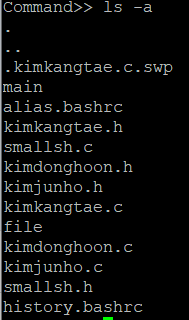 Command>> ls -a
.
..
.kimkangtae.c.swp
main
alias.bashrc
kimkangtae.h
smallsh.c
kimdonghoon.h
kimjunho.h
kimkangtae.c
file
kimdonghoon.c
kimjunho.c
smallsh.h
history.bashrc